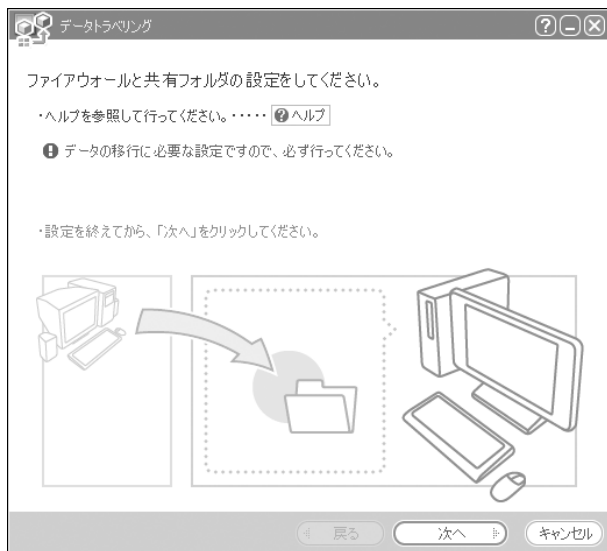 データトラベリング
ファイアウォールと共有フォルダの設定をしてください。
・ヘルプを参照して行ってください。・・・・・ ?ヘルプ
! データの移行に必要な設定ですので、必ず行ってください。
・設定を終えてから、「次へ」をクリックしてください。
戻る 次へ キャンセル